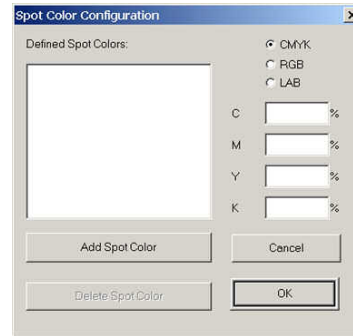 Spot Color Configuration
Defined Spot Colors:
CMYK
RGB
LAB
C %
M %
Y %
K %
Add Spot Color
Cancel
Delete Spot Color
OK